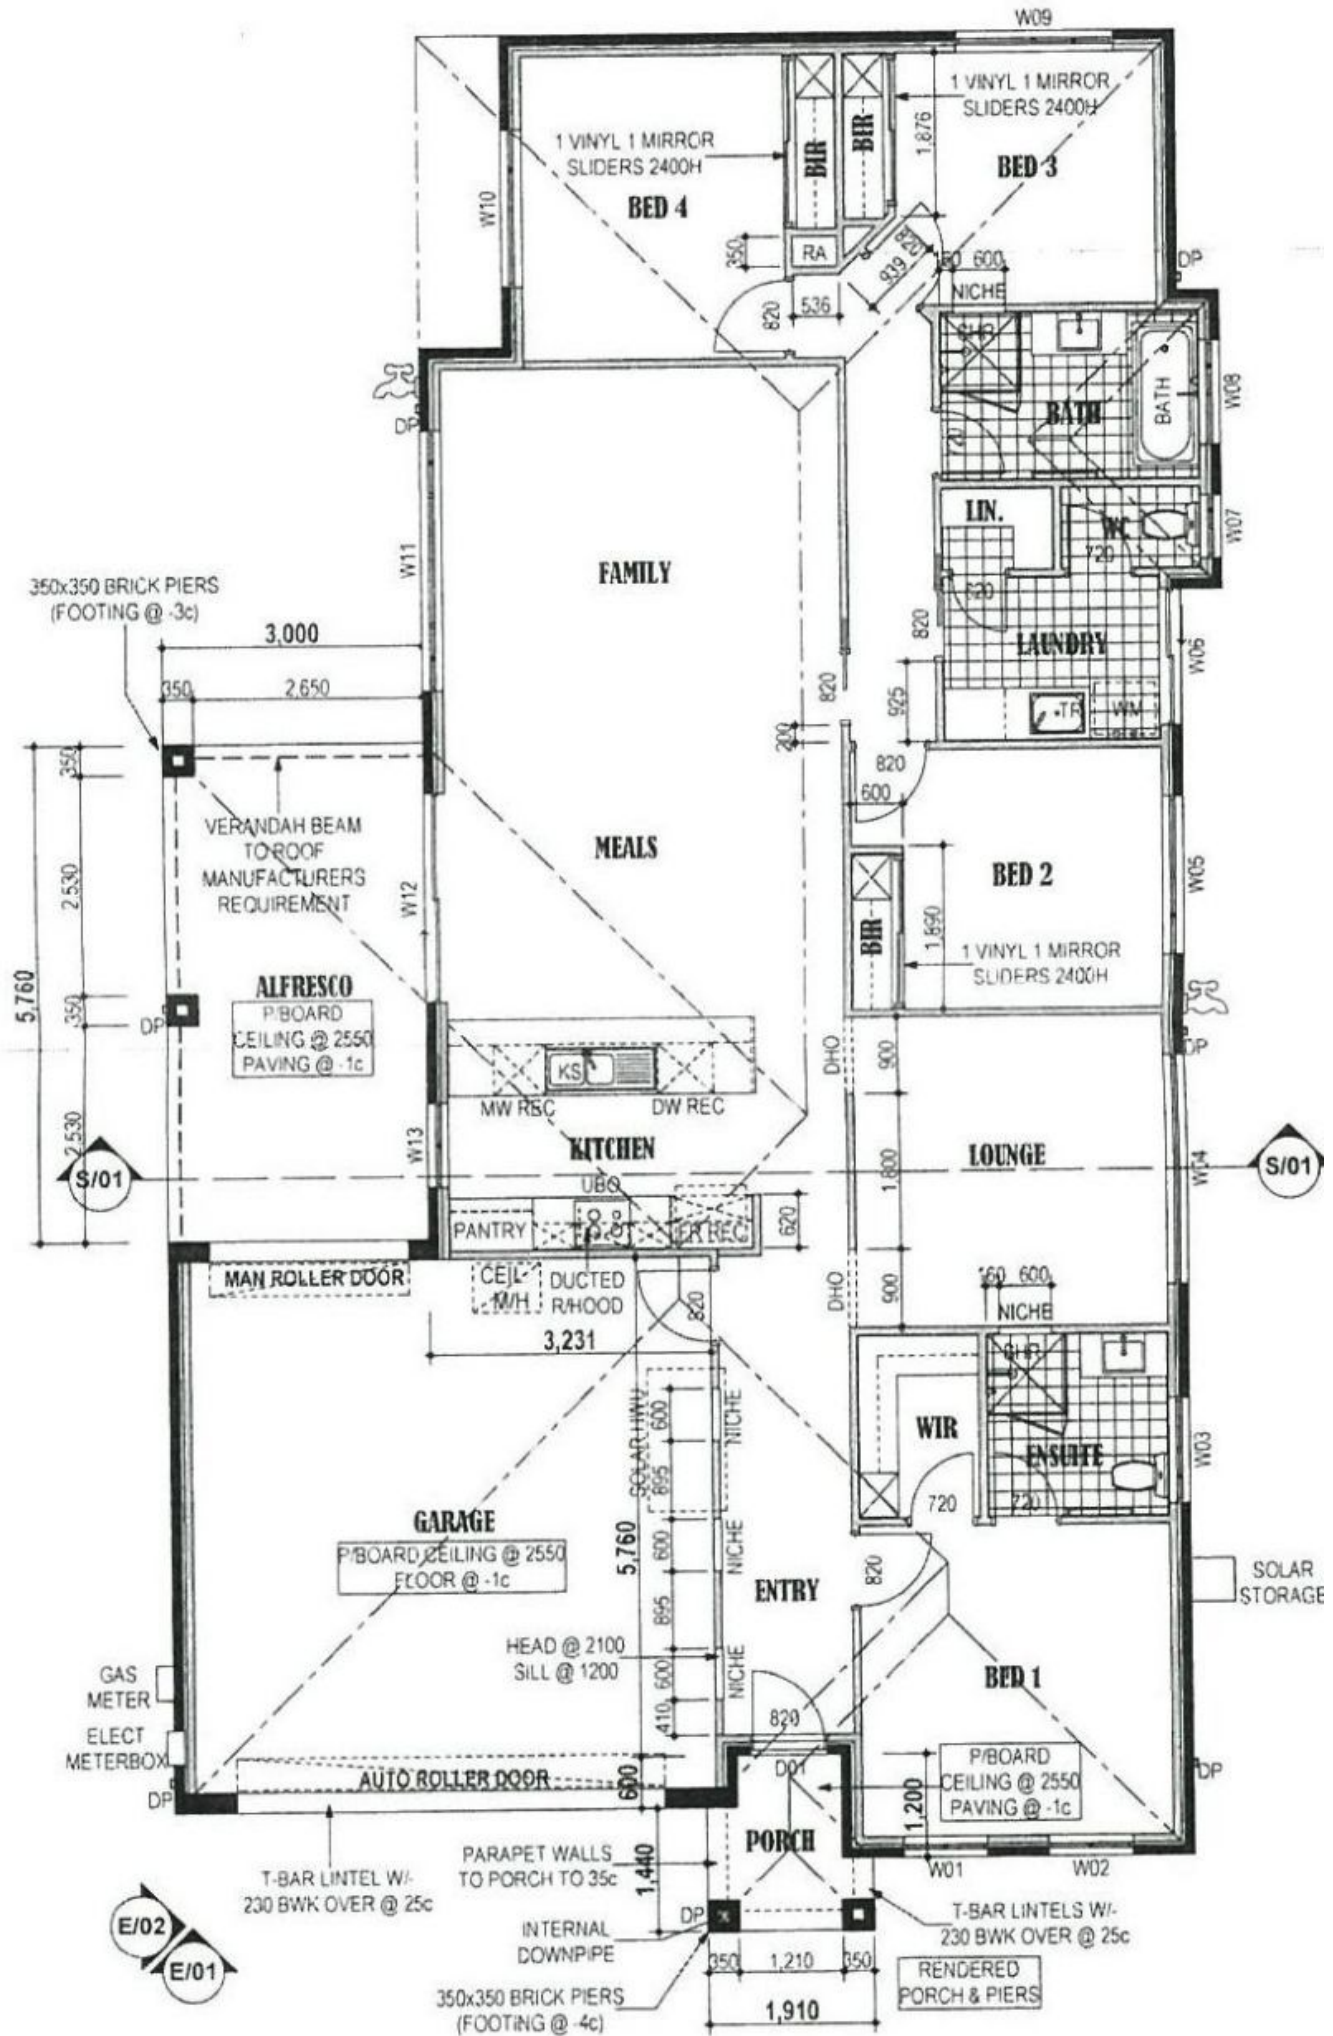 W09
1 VINYL 1 MIRROR
SLIDERS 2400H
1 VINYL 1 MIRROR
SLIDERS 2400H
1,876
BIR
BIR
BED 3
BED 4
W10
350
RA
820
939
820
536
600
NICHE
DP
SHR
BATH
BATH
W08
720
DP
LIN.
WC
720
W07
W11
FAMILY
620
820
LAUNDRY
W06
350x350 BRICK PIERS
(FOOTING @ -3c)
3,000
350
2,650
820
925
TR
WM
200
820
600
350
VERANDAH BEAM
TO ROOF
MANUFACTURERS
REQUIREMENT
MEALS
BED 2
W05
W12
2,530
BIR
1,890
1 VINYL 1 MIRROR
SLIDERS 2400H
5,760
350
ALFRESCO
P/BOARD
CEILING @ 2550
PAVING @ -1c
DP
DP
KS
MW REC
DW REC
DHO
900
2,530
W13
KITCHEN
LOUNGE
1,800
W04
S/01
S/01
UBO
PANTRY
FR REC
620
MAN ROLLER DOOR
CEIL
M/H
DUCTED
R/HOOD
820
DHO
900
160
600
NICHE
3,231
SHR
SOLAR HWU
600
NICHE
WIR
ENSUITE
W03
895
720
720
GARAGE
P/BOARD CEILING @ 2550
FLOOR @ -1c
5,760
600
NICHE
820
SOLAR
STORAGE
ENTRY
895
HEAD @ 2100
SILL @ 1200
600
NICHE
BED 1
GAS
METER
410
820
ELECT
METERBOX
D01
P/BOARD
CEILING @ 2550
PAVING @ -1c
1,200
DP
AUTO ROLLER DOOR
600
DP
PORCH
W01
W02
T-BAR LINTEL W/-
230 BWK OVER @ 25c
PARAPET WALLS
TO PORCH TO 35c
1,440
DP
T-BAR LINTELS W/-
230 BWK OVER @ 25c
INTERNAL
DOWNPIPE
E/02
E/01
350
1,210
350
RENDERED
PORCH & PIERS
350x350 BRICK PIERS
(FOOTING @ -4c)
1,910